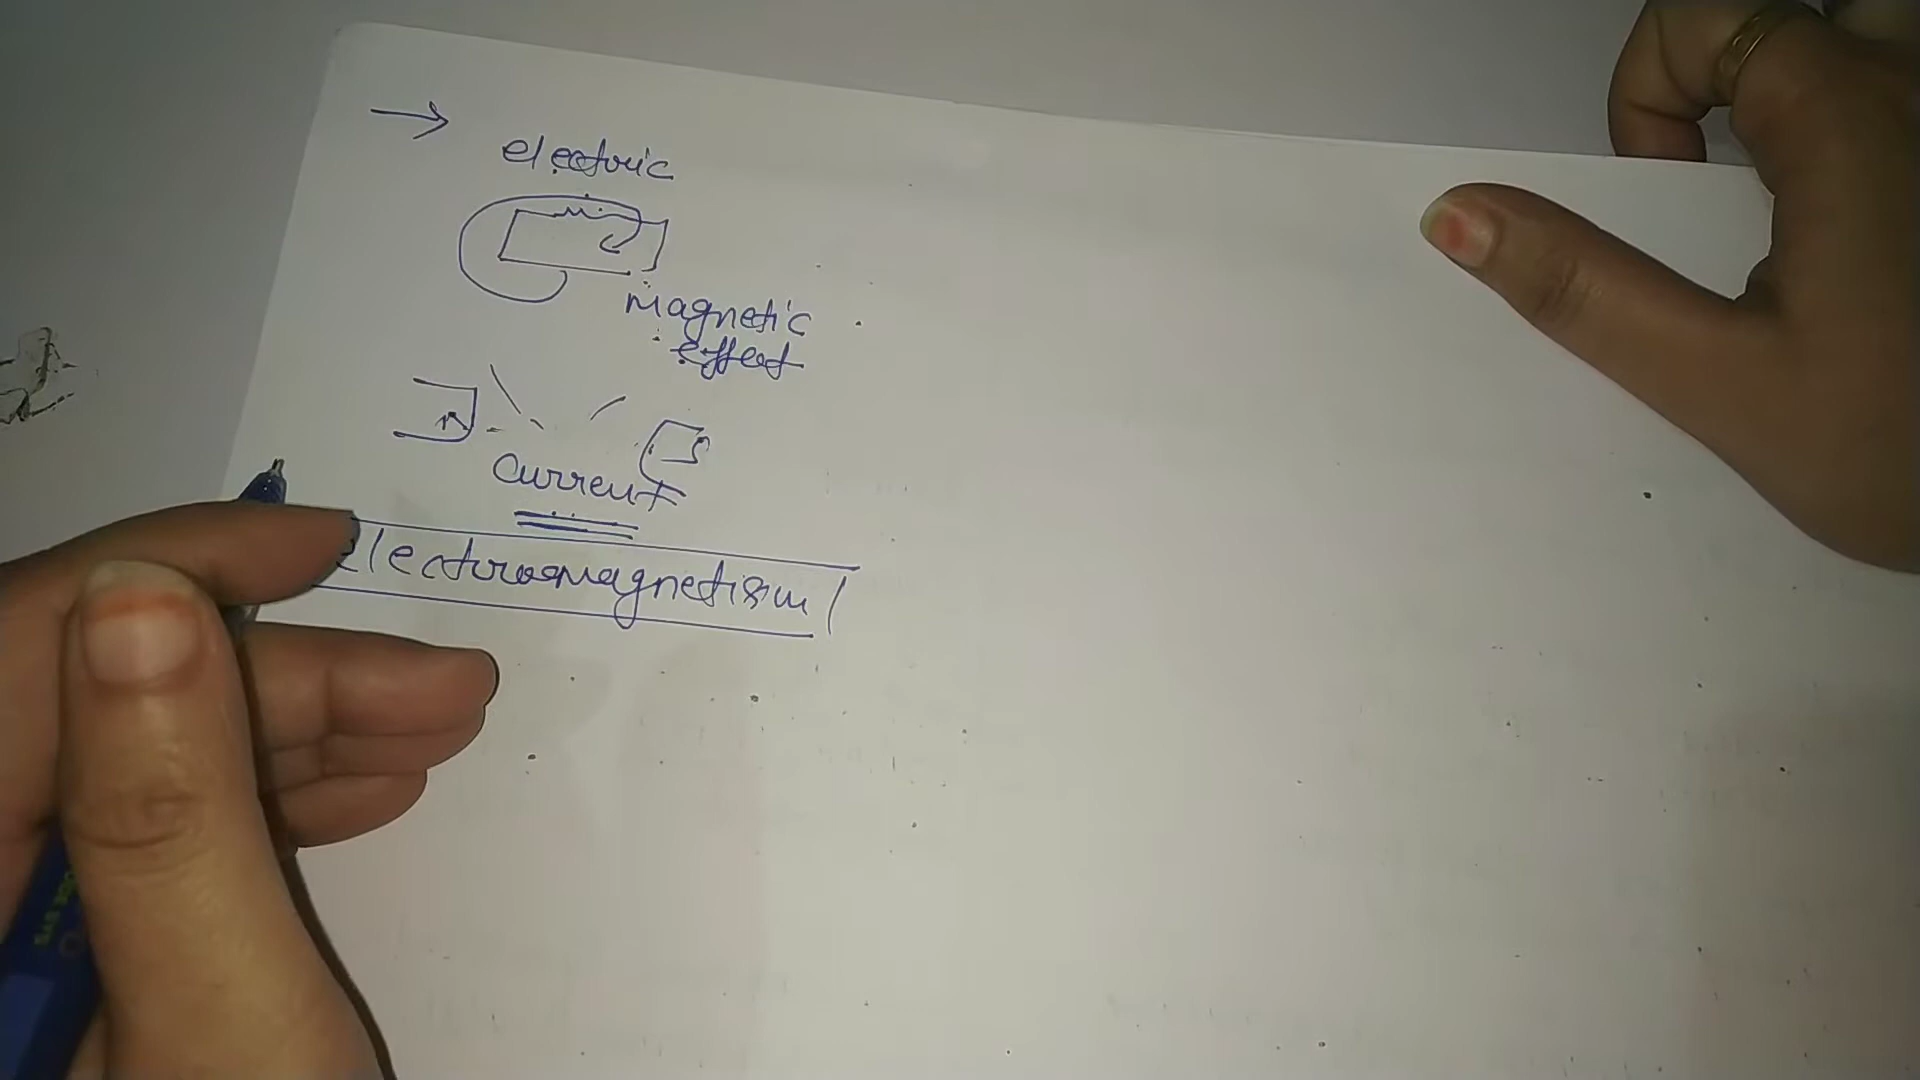 → electric
magnetic
effect
N S
current
electromagnetism